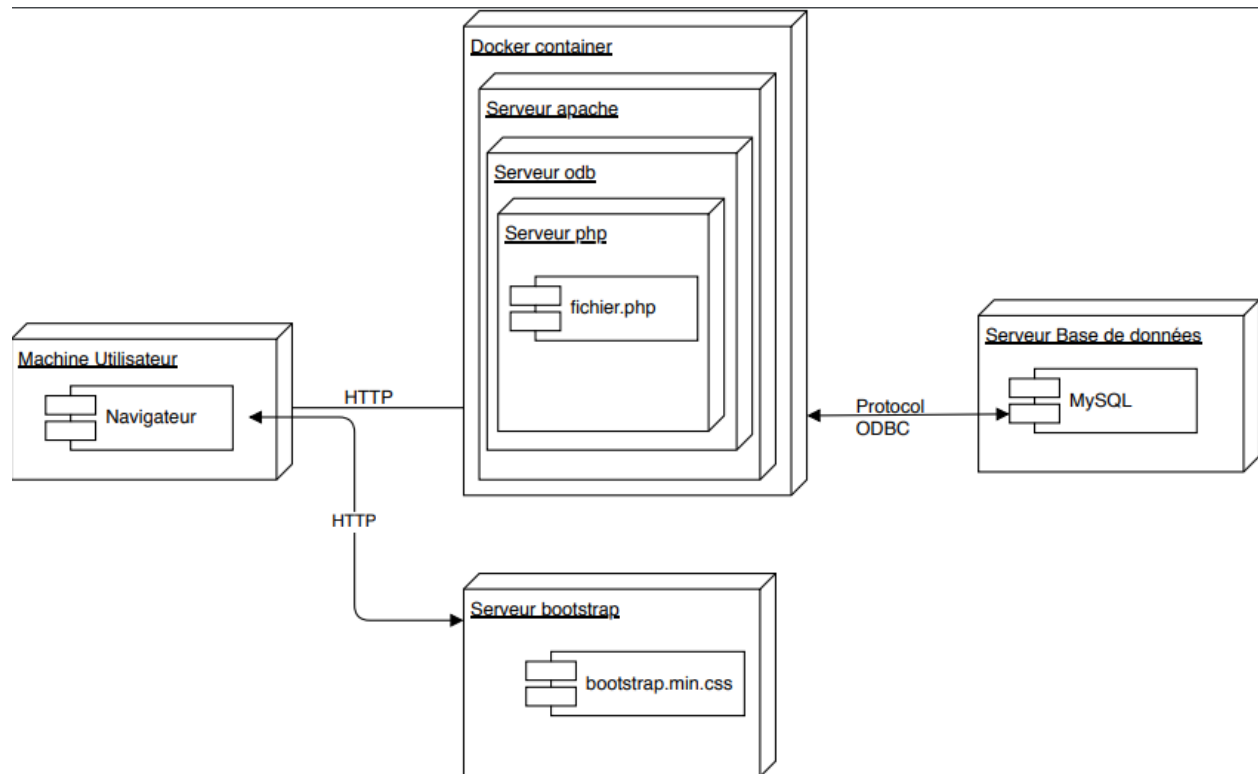 Docker container
Serveur apache
Serveur odb
Serveur php
fichier.php
Machine Utilisateur
Navigateur
HTTP
Serveur Base de données
MySQL
Protocol
ODBC
HTTP
Serveur bootstrap
bootstrap.min.css